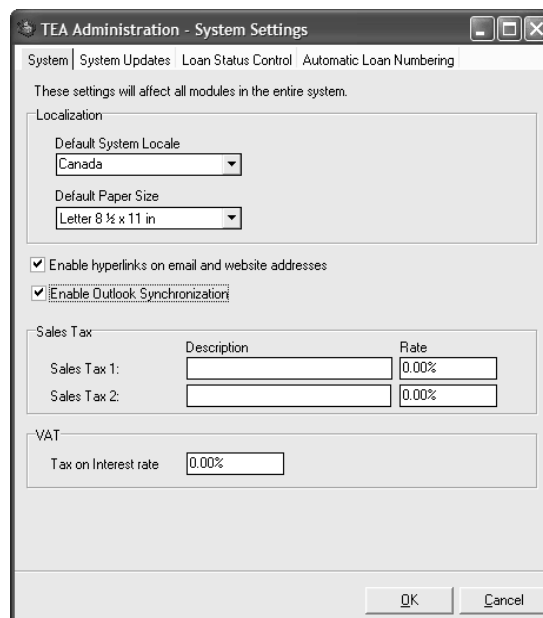 TEA Administration - System Settings
System System Updates Loan Status Control Automatic Loan Numbering
These settings will affect all modules in the entire system.
Localization
Default System Locale
Canada
Default Paper Size
Letter 8 ½ x 11 in
Enable hyperlinks on email and website addresses
Enable Outlook Synchronization
Sales Tax
Description Rate
Sales Tax 1: 0.00%
Sales Tax 2: 0.00%
VAT
Tax on Interest rate 0.00%
OK Cancel